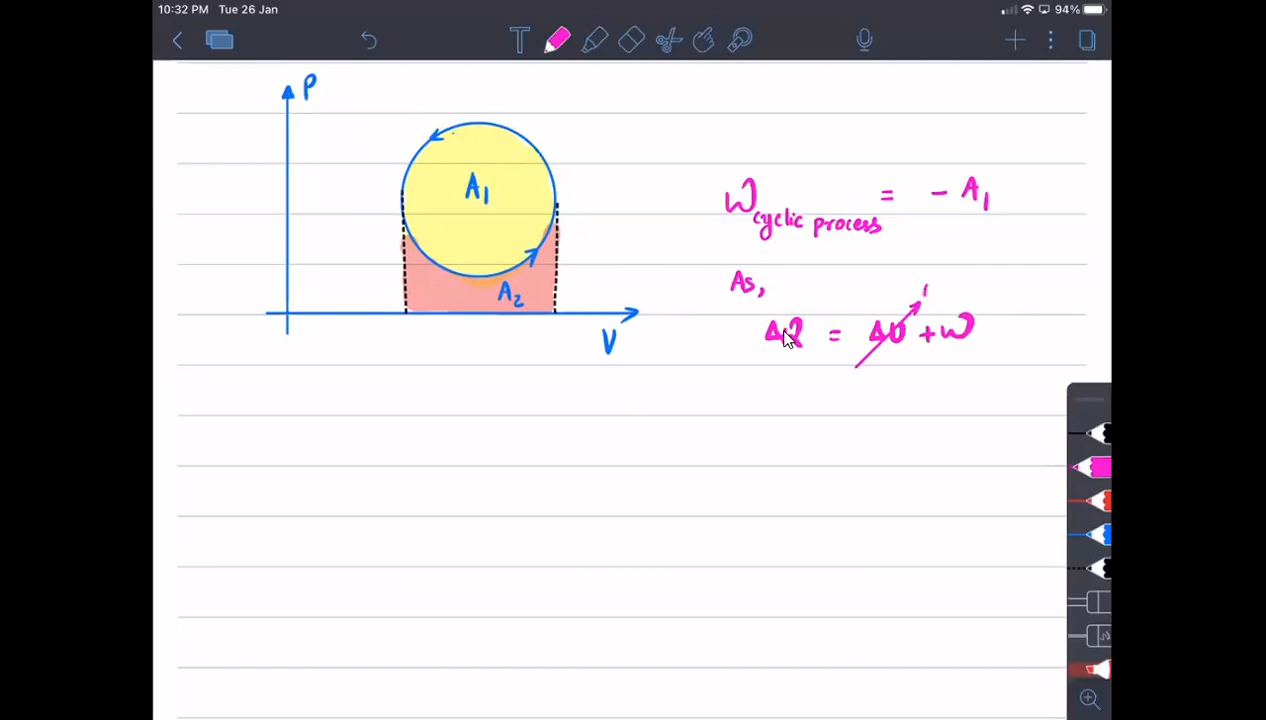 10:32 PM Tue 26 Jan
94%
T
P
A1
A2
V
W cyclic process = - A1
As,
ΔQ = ΔU + W